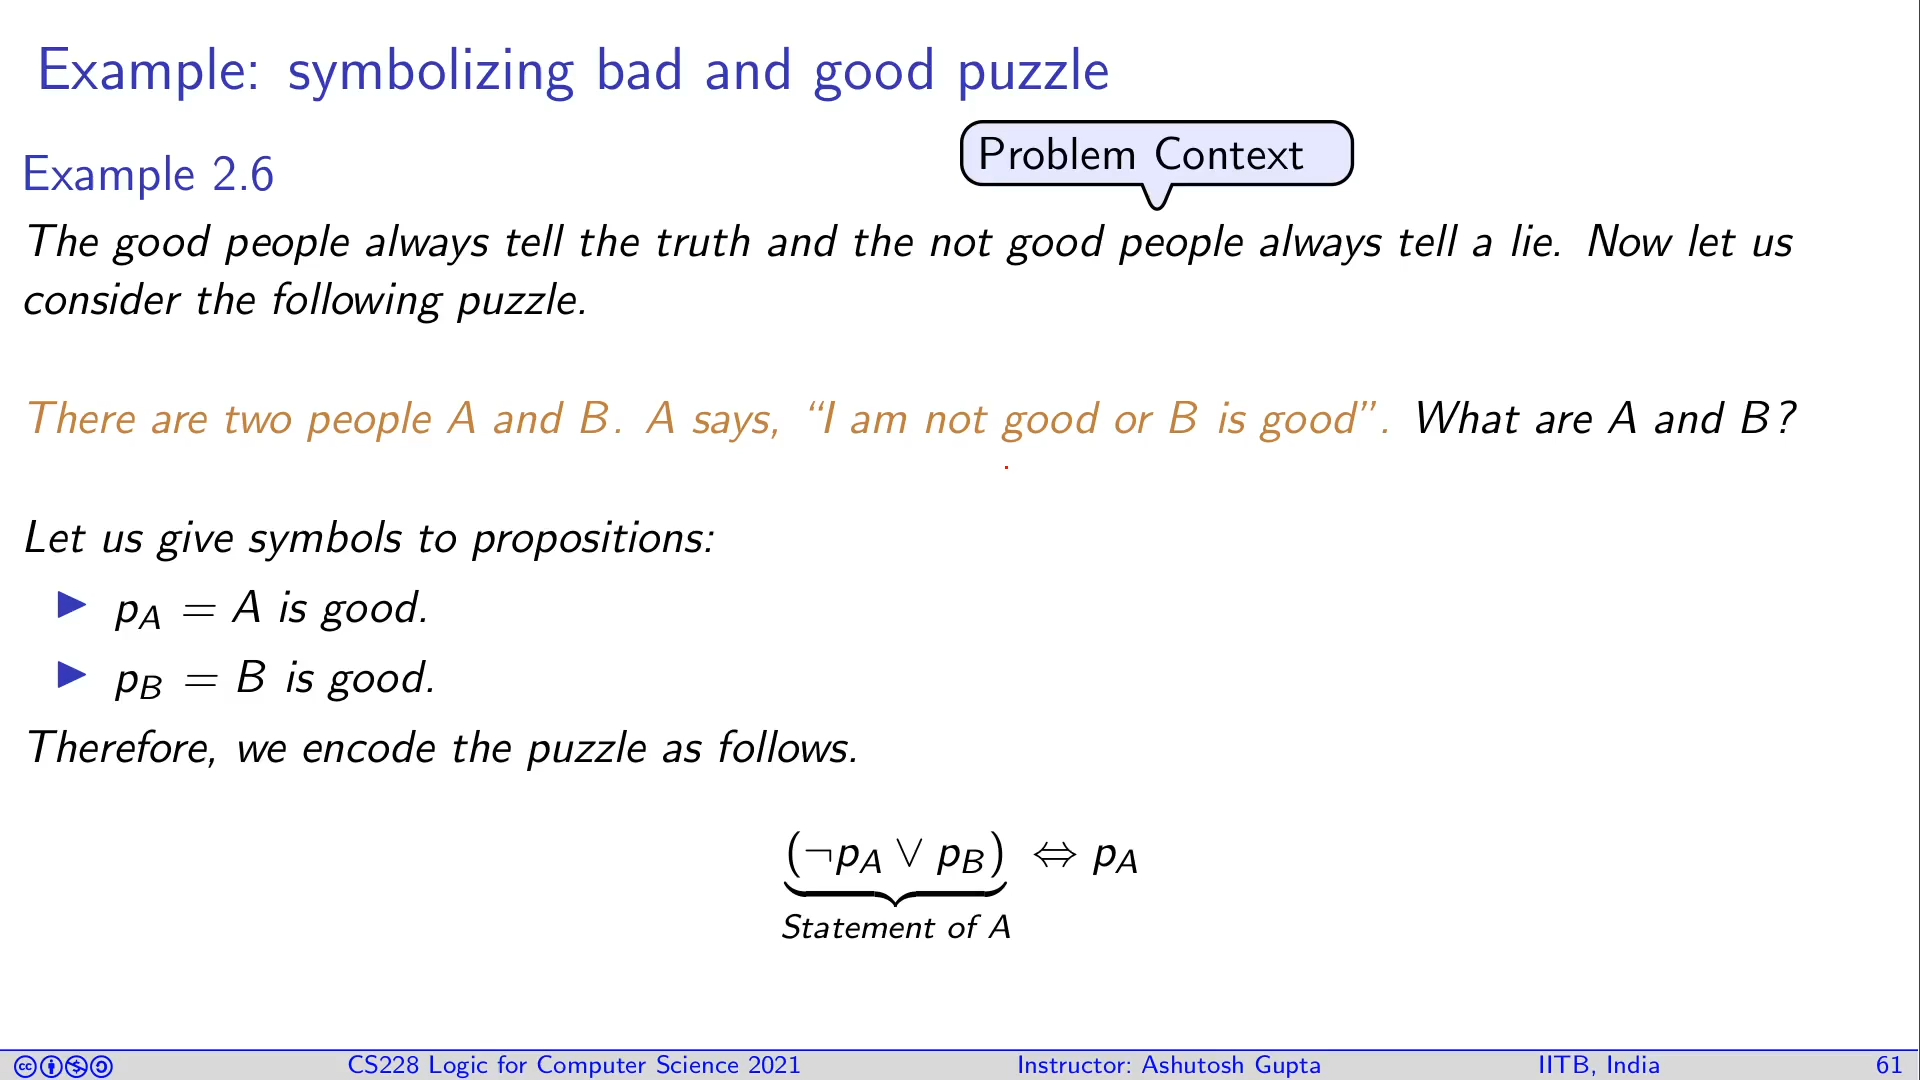 Example: symbolizing bad and good puzzle
Problem Context
Example 2.6
The good people always tell the truth and the not good people always tell a lie. Now let us
consider the following puzzle.
There are two people A and B. A says, “I am not good or B is good”. What are A and B?
Let us give symbols to propositions:
▶ p_A = A is good.
▶ p_B = B is good.
Therefore, we encode the puzzle as follows.
(¬p_A ∨ p_B) ⇔ p_A
Statement of A
CS228 Logic for Computer Science 2021 Instructor: Ashutosh Gupta IITB, India 61